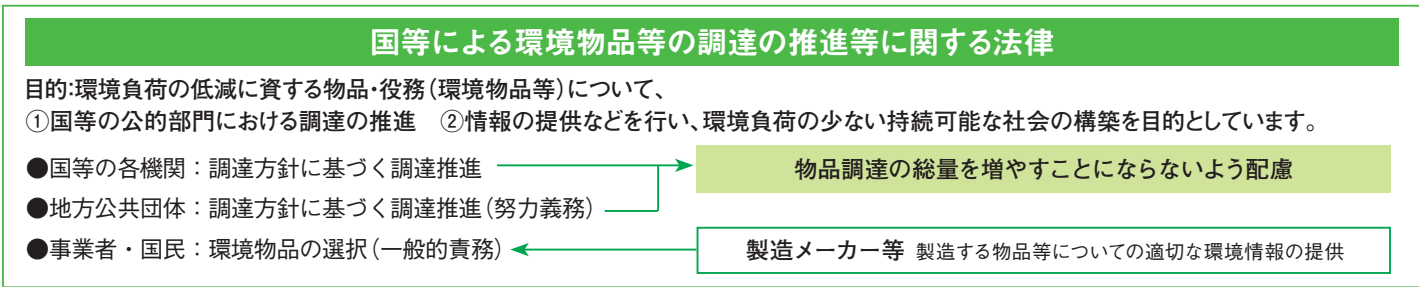 国等による環境物品等の調達の推進等に関する法律
目的:環境負荷の低減に資する物品・役務(環境物品等)について、
①国等の公的部門における調達の推進　②情報の提供などを行い、環境負荷の少ない持続可能な社会の構築を目的としています。
●国等の各機関：調達方針に基づく調達推進
物品調達の総量を増やすことにならないよう配慮
●地方公共団体：調達方針に基づく調達推進(努力義務)
●事業者・国民：環境物品の選択(一般的責務)
製造メーカー等 製造する物品等についての適切な環境情報の提供